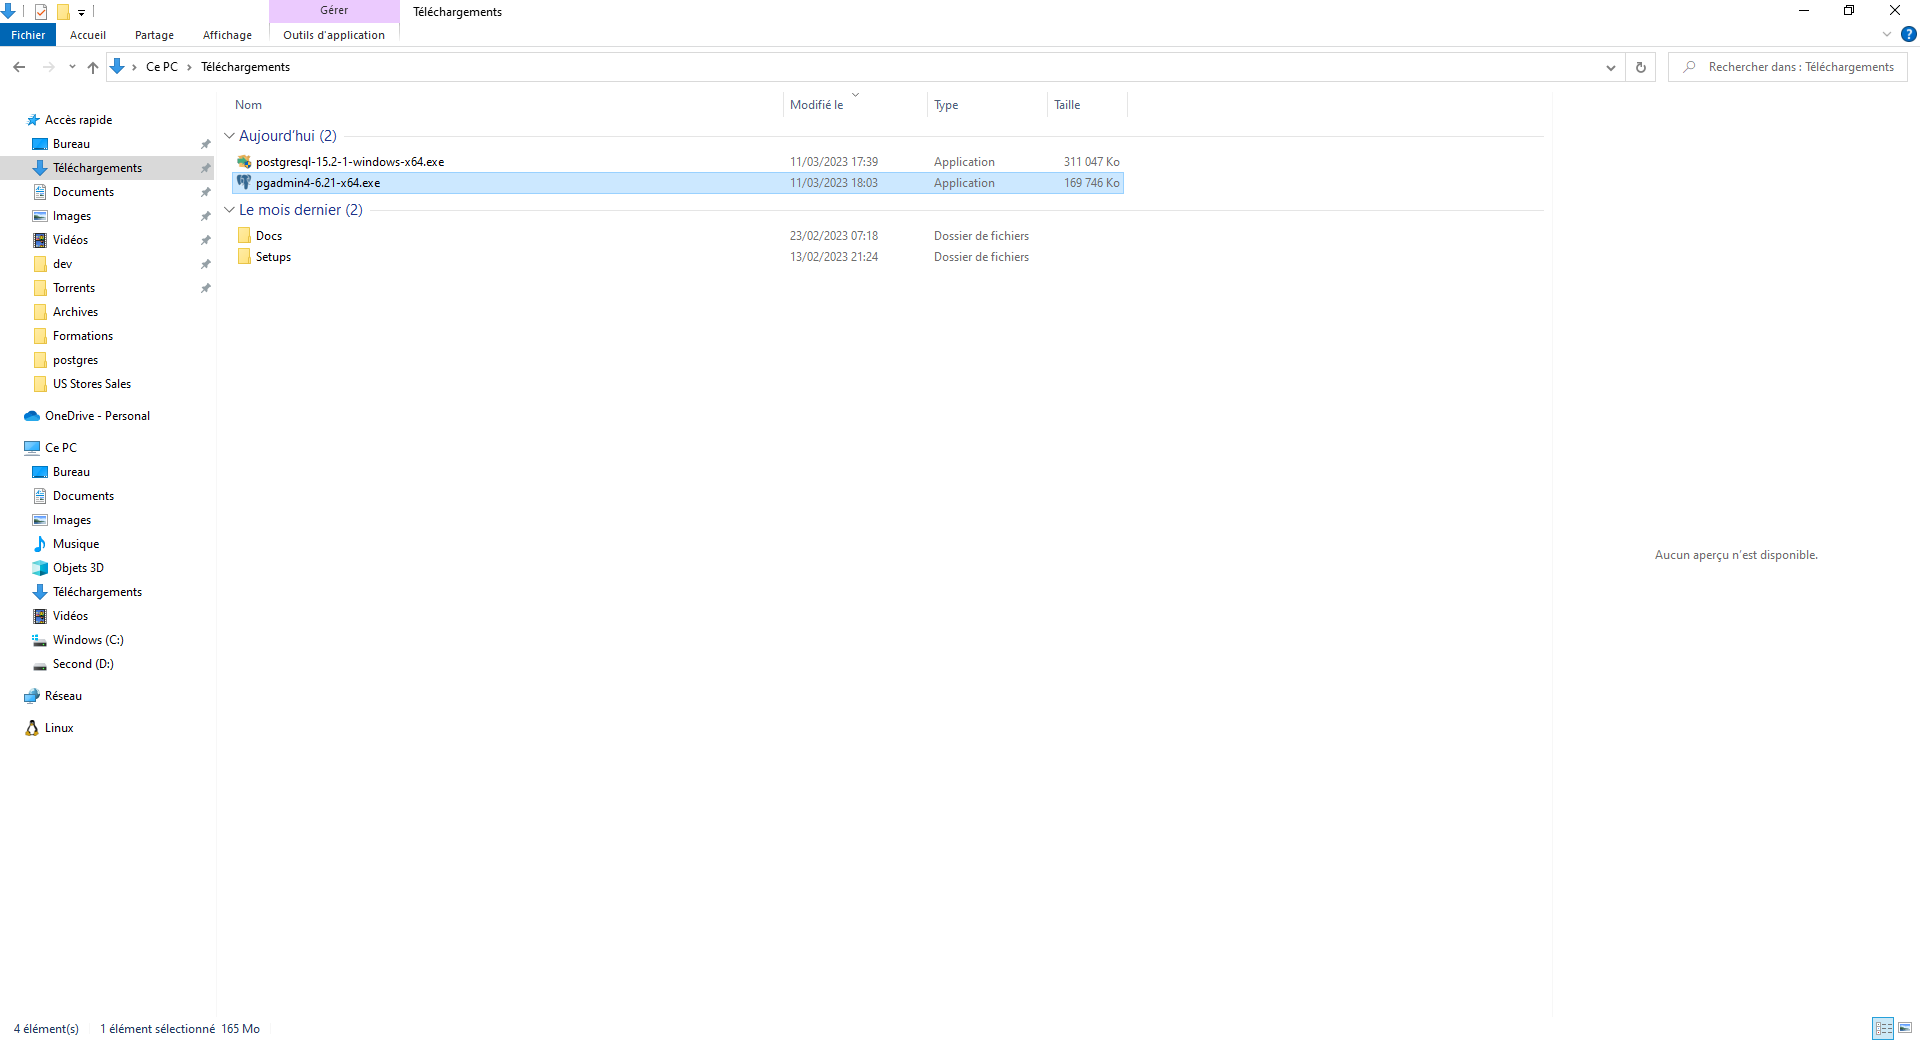 Gérer
Téléchargements
Fichier
Accueil
Partage
Affichage
Outils d'application
Ce PC
Téléchargements
Rechercher dans : Téléchargements
Nom
Modifié le
Type
Taille
Accès rapide
Bureau
Téléchargements
Documents
Images
Vidéos
dev
Torrents
Archives
Formations
postgres
US Stores Sales
OneDrive - Personal
Ce PC
Bureau
Documents
Images
Musique
Objets 3D
Téléchargements
Vidéos
Windows (C:)
Second (D:)
Réseau
Linux
Aujourd'hui (2)
postgresql-15.2-1-windows-x64.exe 11/03/2023 17:39 Application 311 047 Ko
pgadmin4-6.21-x64.exe 11/03/2023 18:03 Application 169 746 Ko
Le mois dernier (2)
Docs 23/02/2023 07:18 Dossier de fichiers
Setups 13/02/2023 21:24 Dossier de fichiers
Aucun aperçu n'est disponible.
4 élément(s) 1 élément sélectionné 165 Mo